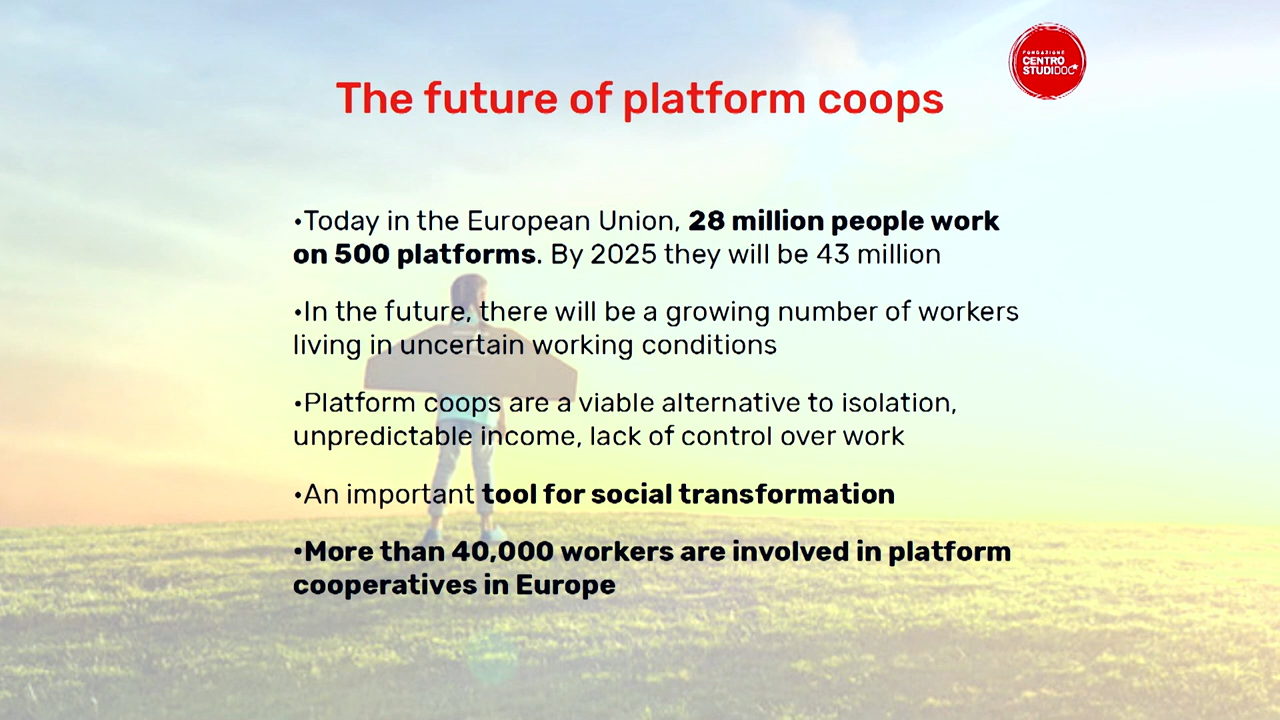 FONDAZIONE
CENTRO
STUDIDOC
The future of platform coops
•Today in the European Union, 28 million people work
on 500 platforms. By 2025 they will be 43 million
•In the future, there will be a growing number of workers
living in uncertain working conditions
•Platform coops are a viable alternative to isolation,
unpredictable income, lack of control over work
•An important tool for social transformation
•More than 40,000 workers are involved in platform
cooperatives in Europe